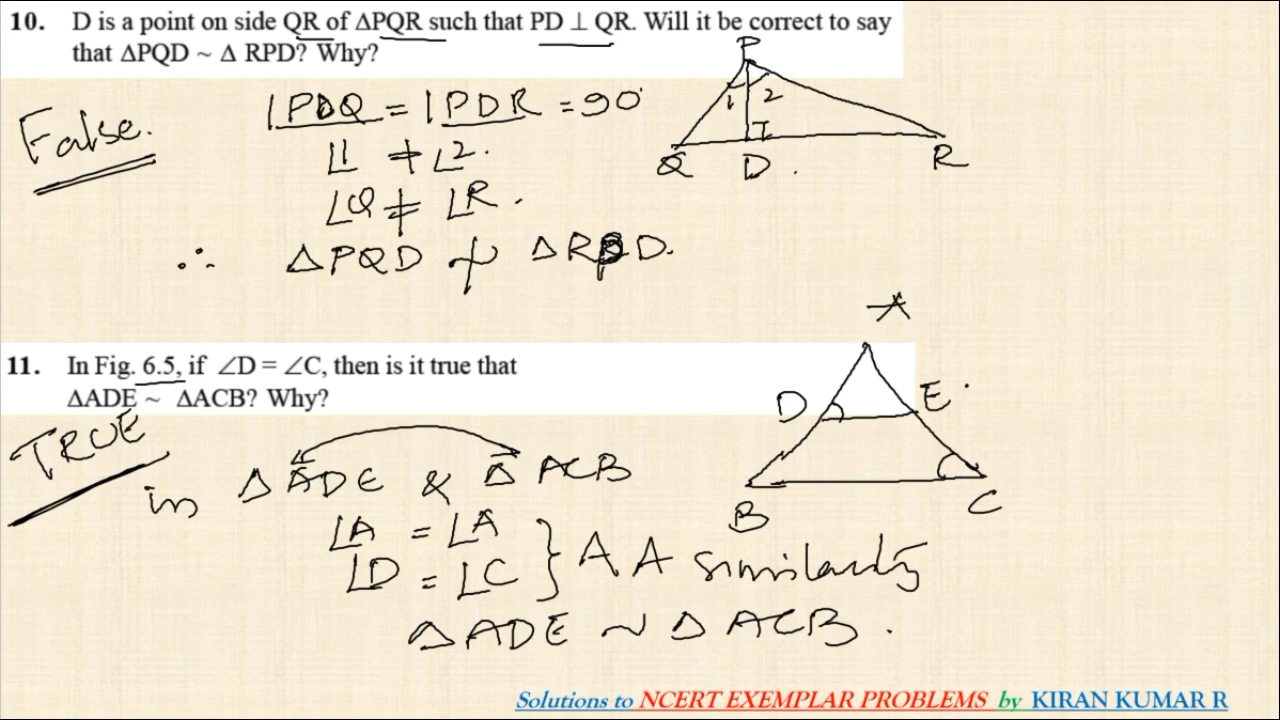 10. D is a point on side QR of ΔPQR such that PD ⊥ QR. Will it be correct to say
that ΔPQD ~ Δ RPD? Why?
P
1 2
Q D R
False.
∠PDQ = ∠PDR = 90°
∠1 ≠ ∠2.
∠Q ≠ ∠R.
∴ ΔPQD ≁ ΔRPD.
11. In Fig. 6.5, if ∠D = ∠C, then is it true that
ΔADE ~ ΔACB? Why?
A
D E
B C
TRUE
in ΔADE & ΔACB
∠A = ∠A
∠D = ∠C } AA similarity
ΔADE ~ ΔACB.
Solutions to NCERT EXEMPLAR PROBLEMS by KIRAN KUMAR R